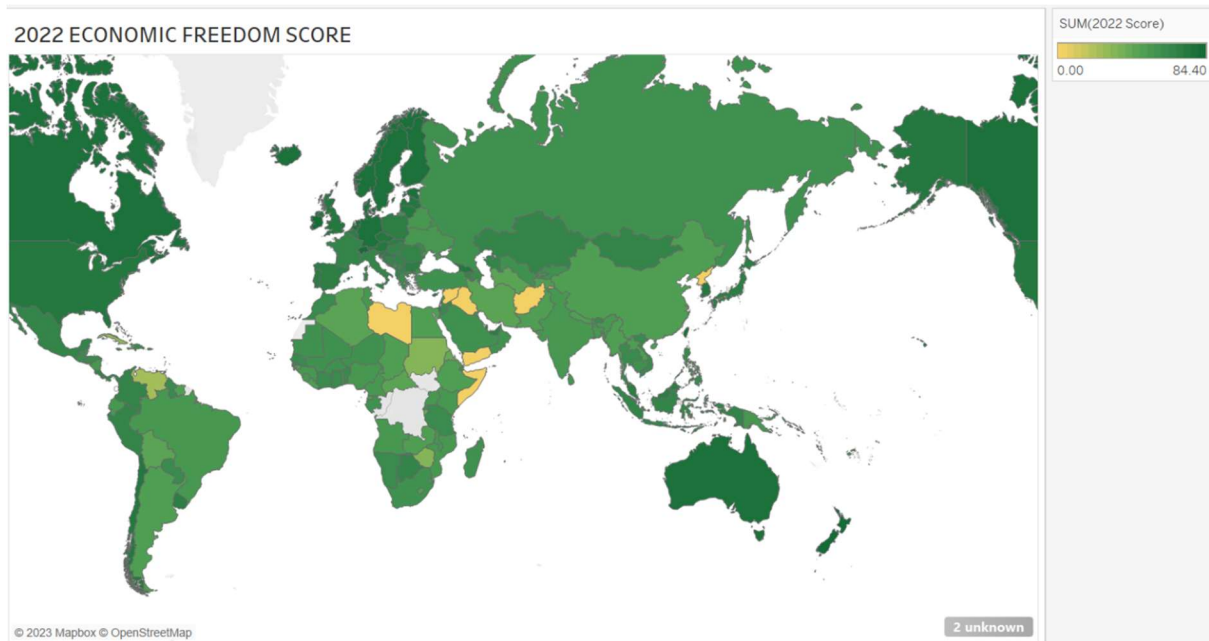 2022 ECONOMIC FREEDOM SCORE
SUM(2022 Score)
0.00 84.40
© 2023 Mapbox © OpenStreetMap
2 unknown